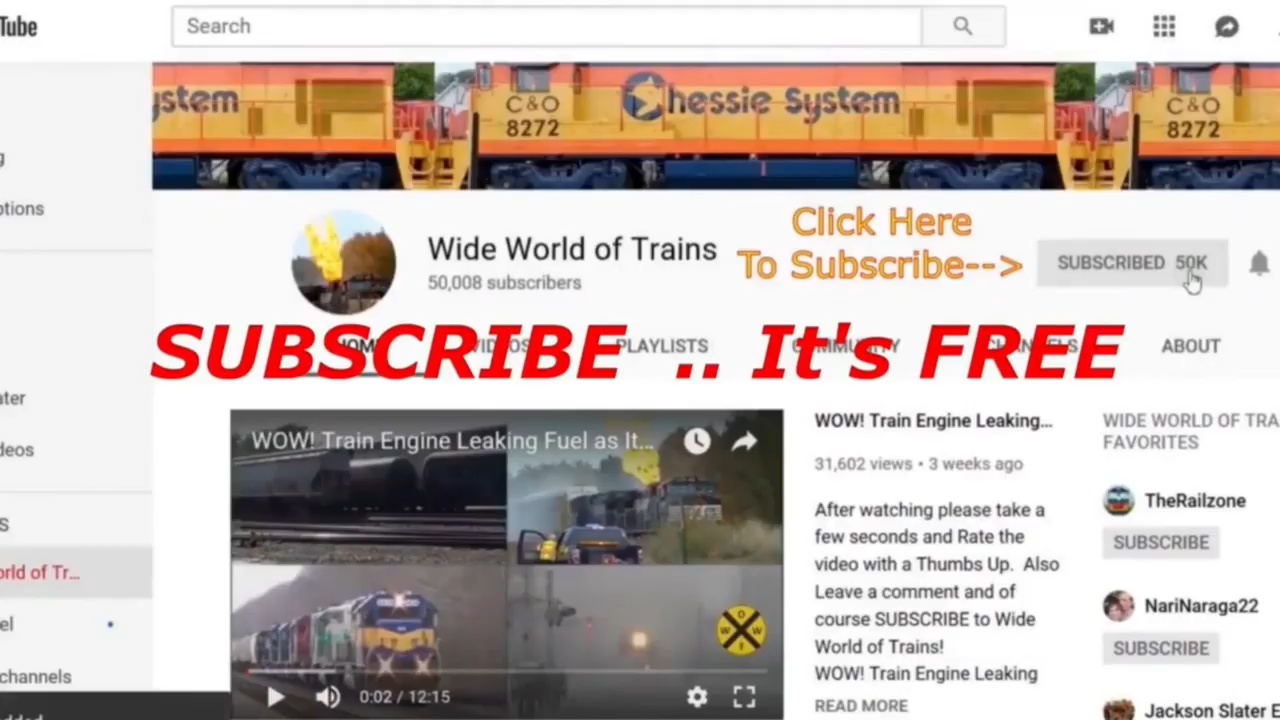 Tube
Search
ystem
C&O
8272
Chessie System
C&O
8272
g
ptions
Click Here
To Subscribe-->
Wide World of Trains
50,008 subscribers
SUBSCRIBED 50K
SUBSCRIBE .. It's FREE
HOME VIDEOS PLAYLISTS COMMUNITY CHANNELS ABOUT
ater
deos
S
orld of Tr...
el
channels
WOW! Train Engine Leaking Fuel as It...
WOW
T
0:02 / 12:15
WOW! Train Engine Leaking...
31,602 views • 3 weeks ago
After watching please take a
few seconds and Rate the
video with a Thumbs Up. Also
Leave a comment and of
course SUBSCRIBE to Wide
World of Trains!
WOW! Train Engine Leaking
READ MORE
WIDE WORLD OF TRA
FAVORITES
TheRailzone
SUBSCRIBE
NariNaraga22
SUBSCRIBE
Jackson Slater E